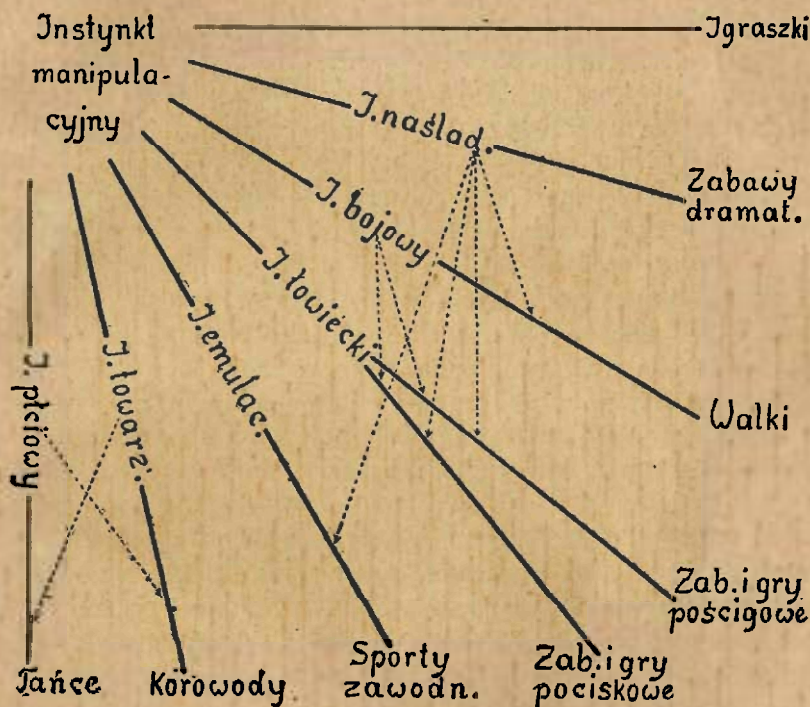 Instynkt
manipula-
cyjny
Igraszki
I. naślad.
Zabawy
dramat.
I. bojowy
Walki
I. łowiecki
Zab. i gry
pościgowe
Zab. i gry
pociskowe
I. emulac.
Sporty
zawodn.
I. towarz.
Korowody
I. płciowy
Tańce